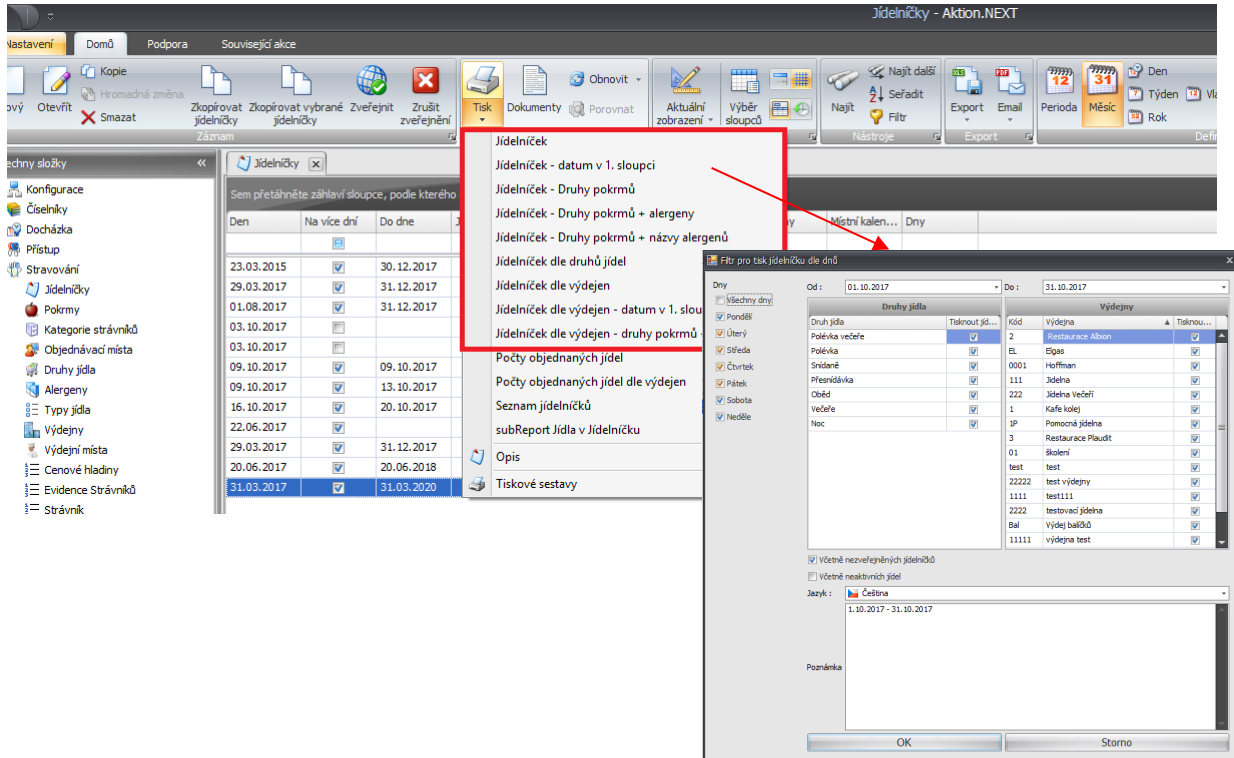 Jídelníčky - Aktion.NEXT
Nastavení Domů Podpora Související akce
Otevřít
Kopie
Hromadná změna
Smazat
Zkopírovat jídelníčky
Zkopírovat vybrané jídelníčky
Zveřejnit
Zrušit zveřejnění
Tisk
Dokumenty
Obnovit
Porovnat
Aktuální zobrazení
Výběr sloupců
Najít
Najít další
Seřadit
Filtr
Export
Email
Perioda
Měsíc
Den
Týden
Rok
Záznam
Nástroje
Export
všechny složky «
Konfigurace
Číselníky
Docházka
Přístup
Stravování
Jídelníčky
Pokrmy
Kategorie strávníků
Objednávací místa
Druhy jídla
Alergeny
Typy jídla
Výdejny
Výdejní místa
Cenové hladiny
Evidence Strávníků
Strávník
Jídelníčky
Sem přetáhněte záhlaví sloupce, podle kterého
Den Na více dní Do dne
Místní kalen... Dny
23.03.2015 30.12.2017
29.03.2017 31.12.2017
01.08.2017 31.12.2017
03.10.2017
03.10.2017
09.10.2017 09.10.2017
09.10.2017 13.10.2017
16.10.2017 20.10.2017
22.06.2017
29.03.2017 31.12.2017
20.06.2017 20.06.2018
31.03.2017 31.03.2020
Jídelníček
Jídelníček - datum v 1. sloupci
Jídelníček - Druhy pokrmů
Jídelníček - Druhy pokrmů + alergeny
Jídelníček - Druhy pokrmů + názvy alergenů
Jídelníček dle druhů jídel
Jídelníček dle výdejen
Jídelníček dle výdejen - datum v 1. slou
Jídelníček dle výdejen - druhy pokrmů
Počty objednaných jídel
Počty objednaných jídel dle výdejen
Seznam jídelníčků
subReport Jídla v Jídelníčku
Opis
Tiskové sestavy
Filtr pro tisk jídelníčku dle dnů x
Dny
Všechny dny
Pondělí
Úterý
Středa
Čtvrtek
Pátek
Sobota
Neděle
Od : 01.10.2017 Do : 31.10.2017
Druhy jídla
Druh jídla Tisknout jíd...
Polévka večeře
Polévka
Snídaně
Přesnídávka
Oběd
Večeře
Noc
Výdejny
Kód Výdejna Tisknou...
2 Restaurace Albion
EL Elgas
0001 Hoffman
111 Jídelna
222 Jídelna Večeří
1 Kafe kolej
1P Pomocná jídelna
3 Restaurace Plaudit
01 školení
test test
22222 test výdejny
1111 test111
2222 testovací jídelna
Bal Výdej balíčků
11111 výdejna test
Včetně nezveřejněných jídelníčků
Včetně neaktivních jídel
Jazyk : Čeština
1.10.2017 - 31.10.2017
Poznámka
OK Storno